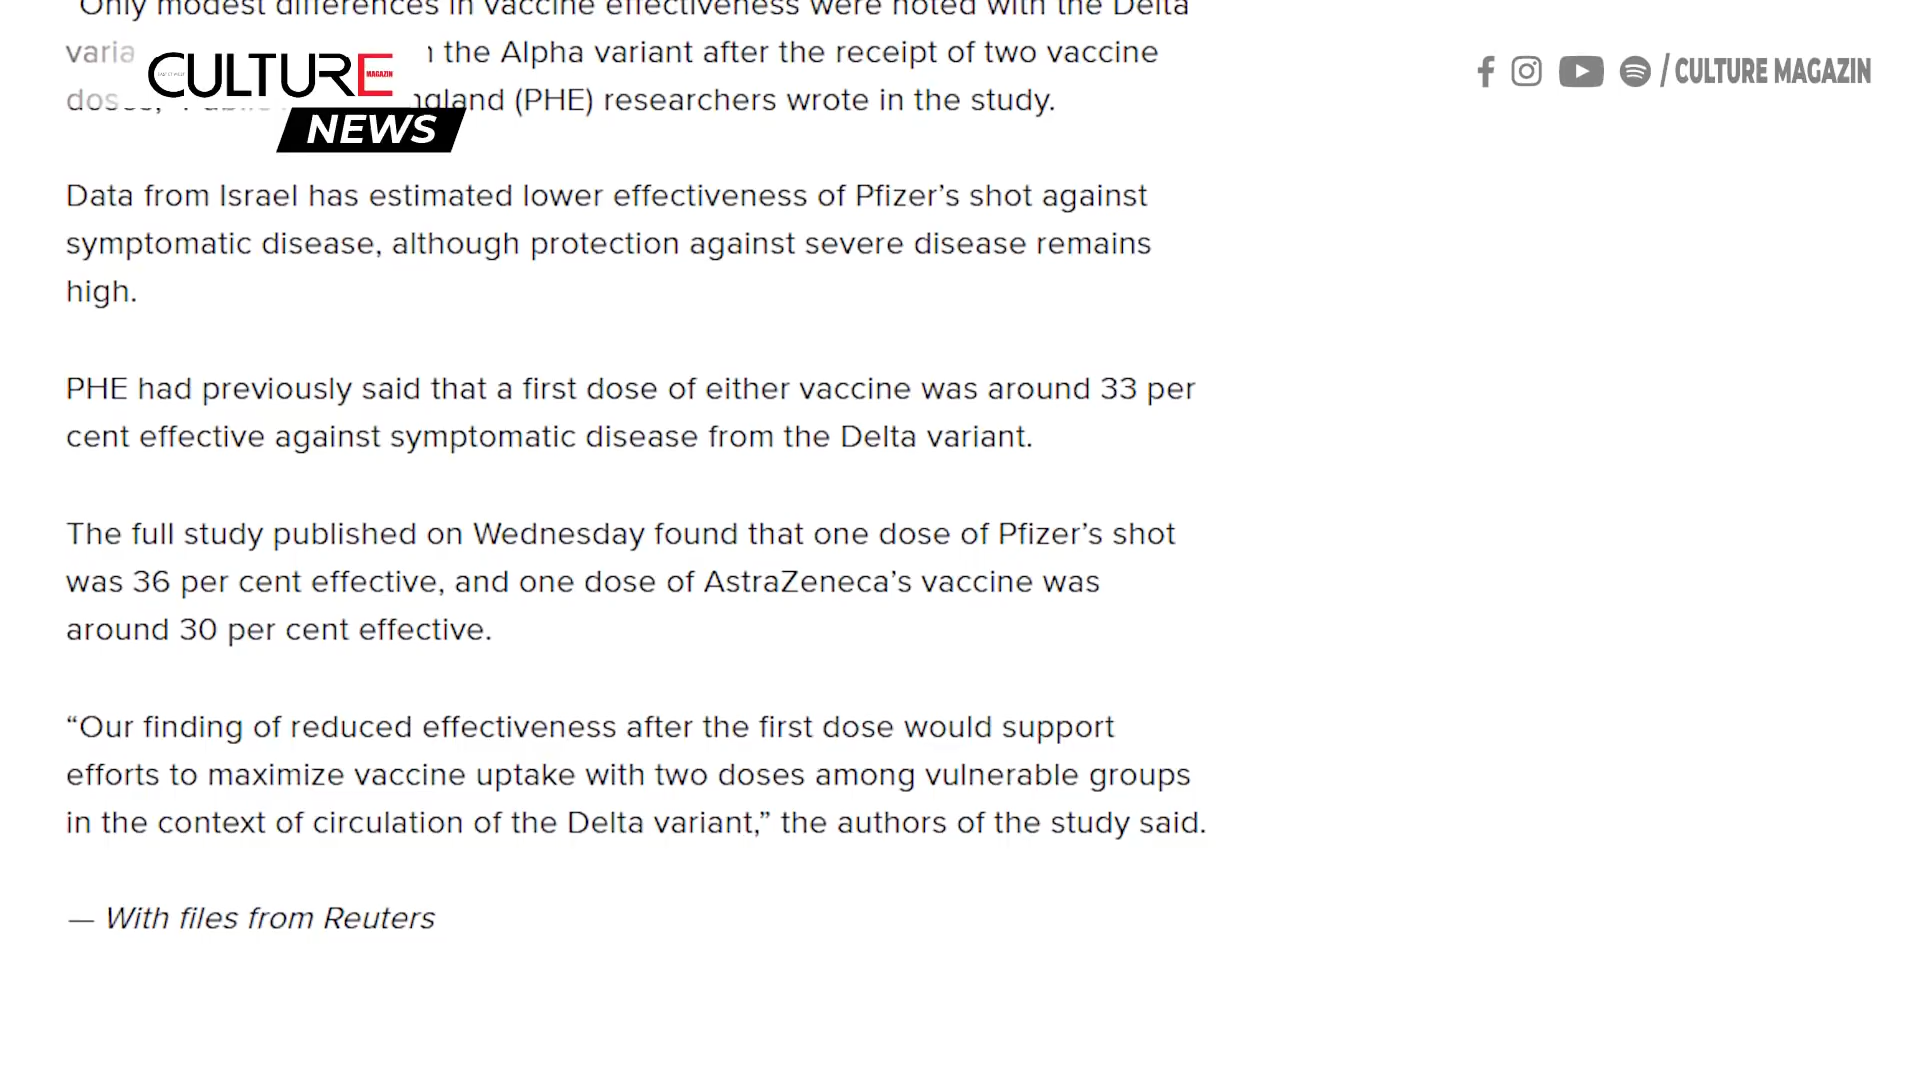 "Only modest differences in vaccine effectiveness were noted with the Delta
the Alpha variant after the receipt of two vaccine
(PHE) researchers wrote in the study.
CULTURE
MAGAZIN
NEWS
/ CULTURE MAGAZIN
Data from Israel has estimated lower effectiveness of Pfizer’s shot against
symptomatic disease, although protection against severe disease remains
high.
PHE had previously said that a first dose of either vaccine was around 33 per
cent effective against symptomatic disease from the Delta variant.
The full study published on Wednesday found that one dose of Pfizer’s shot
was 36 per cent effective, and one dose of AstraZeneca’s vaccine was
around 30 per cent effective.
“Our finding of reduced effectiveness after the first dose would support
efforts to maximize vaccine uptake with two doses among vulnerable groups
in the context of circulation of the Delta variant,” the authors of the study said.
— With files from Reuters